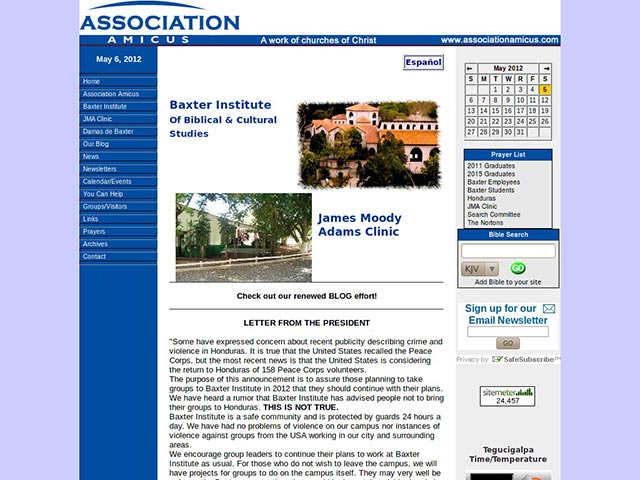 ASSOCIATION
AMICUS
A work of churches of Christ
www.associationamicus.com
May 6, 2012
Home
Association Amicus
Baxter Institute
JMA Clinic
Damas de Baxter
Our Blog
News
Newsletters
Calendar/Events
You Can Help
Groups/Visitors
Links
Prayers
Archives
Contact
Español
Baxter Institute
Of Biblical & Cultural
Studies
James Moody
Adams Clinic
Check out our renewed BLOG effort!
LETTER FROM THE PRESIDENT
"Some have expressed concern about recent publicity describing crime and
violence in Honduras. It is true that the United States recalled the Peace
Corps, but the most recent news is that the United States is considering
the return to Honduras of 158 Peace Corps volunteers.
The purpose of this announcement is to assure those planning to take
groups to Baxter Institute in 2012 that they should continue with their plans.
We have heard a rumor that Baxter Institute has advised people not to bring
their groups to Honduras. THIS IS NOT TRUE.
Baxter Institute is a safe community and is protected by guards 24 hours a
day. We have had no problems of violence on our campus nor instances of
violence against groups from the USA working in our city and surrounding
areas.
We encourage group leaders to continue their plans to work at Baxter
Institute as usual. For those who do not wish to leave the campus, we will
have projects for groups to do on the campus itself. They may very well be
← May 2012 →
S M T W T F S
1 2 3 4 5
6 7 8 9 10 11 12
13 14 15 16 17 18 19
20 21 22 23 24 25 26
27 28 29 30 31
Prayer List
2011 Graduates
2015 Graduates
Baxter Employees
Baxter Students
Honduras
JMA Clinic
Search Committee
The Nortons
Bible Search
KJV
GO
Add Bible to your site
Sign up for our
Email Newsletter
GO
Privacy by SafeSubscribe
sitemeter
24,457
Tegucigalpa
Time/Temperature